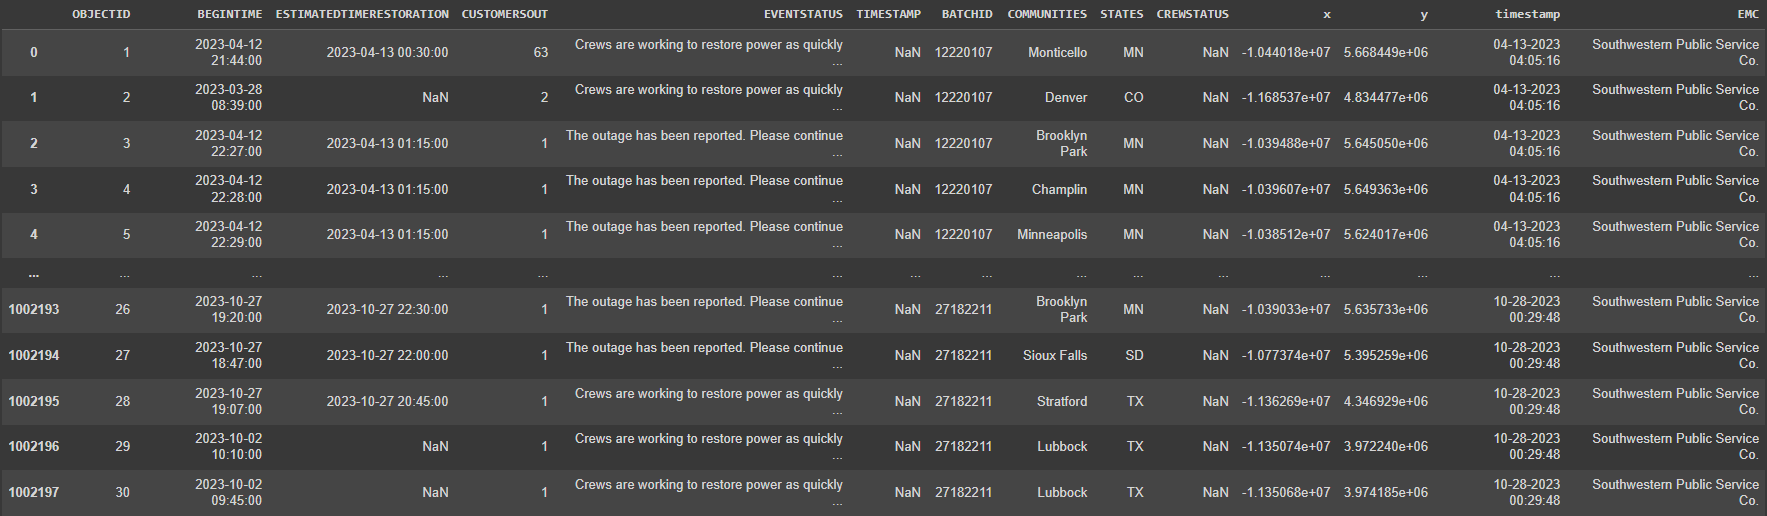 OBJECTID BEGINTIME ESTIMATEDTIMERESTORATION CUSTOMERSOUT EVENTSTATUS TIMESTAMP BATCHID COMMUNITIES STATES CREWSTATUS x y timestamp EMC
0 1 2023-04-12 21:44:00 2023-04-13 00:30:00 63 Crews are working to restore power as quickly ... NaN 12220107 Monticello MN NaN -1.044018e+07 5.668449e+06 04-13-2023 04:05:16 Southwestern Public Service Co.
1 2 2023-03-28 08:39:00 NaN 2 Crews are working to restore power as quickly ... NaN 12220107 Denver CO NaN -1.168537e+07 4.834477e+06 04-13-2023 04:05:16 Southwestern Public Service Co.
2 3 2023-04-12 22:27:00 2023-04-13 01:15:00 1 The outage has been reported. Please continue ... NaN 12220107 Brooklyn Park MN NaN -1.039488e+07 5.645050e+06 04-13-2023 04:05:16 Southwestern Public Service Co.
3 4 2023-04-12 22:28:00 2023-04-13 01:15:00 1 The outage has been reported. Please continue ... NaN 12220107 Champlin MN NaN -1.039607e+07 5.649363e+06 04-13-2023 04:05:16 Southwestern Public Service Co.
4 5 2023-04-12 22:29:00 2023-04-13 01:15:00 1 The outage has been reported. Please continue ... NaN 12220107 Minneapolis MN NaN -1.038512e+07 5.624017e+06 04-13-2023 04:05:16 Southwestern Public Service Co.
... ... ... ... ... ... ... ... ... ... ... ... ... ... ...
1002193 26 2023-10-27 19:20:00 2023-10-27 22:30:00 1 The outage has been reported. Please continue ... NaN 27182211 Brooklyn Park MN NaN -1.039033e+07 5.635733e+06 10-28-2023 00:29:48 Southwestern Public Service Co.
1002194 27 2023-10-27 18:47:00 2023-10-27 22:00:00 1 The outage has been reported. Please continue ... NaN 27182211 Sioux Falls SD NaN -1.077374e+07 5.395259e+06 10-28-2023 00:29:48 Southwestern Public Service Co.
1002195 28 2023-10-27 19:07:00 2023-10-27 20:45:00 1 Crews are working to restore power as quickly ... NaN 27182211 Stratford TX NaN -1.136269e+07 4.346929e+06 10-28-2023 00:29:48 Southwestern Public Service Co.
1002196 29 2023-10-02 10:10:00 NaN 1 Crews are working to restore power as quickly ... NaN 27182211 Lubbock TX NaN -1.135074e+07 3.972240e+06 10-28-2023 00:29:48 Southwestern Public Service Co.
1002197 30 2023-10-02 09:45:00 NaN 1 Crews are working to restore power as quickly ... NaN 27182211 Lubbock TX NaN -1.135068e+07 3.974185e+06 10-28-2023 00:29:48 Southwestern Public Service Co.